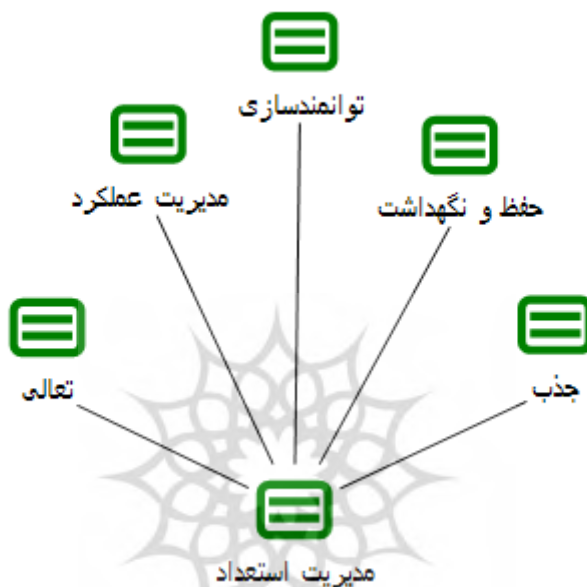 توانمندسازی
مدیریت عملکرد
حفظ و نگهداشت
تعالی
جذب
مدیریت استعداد